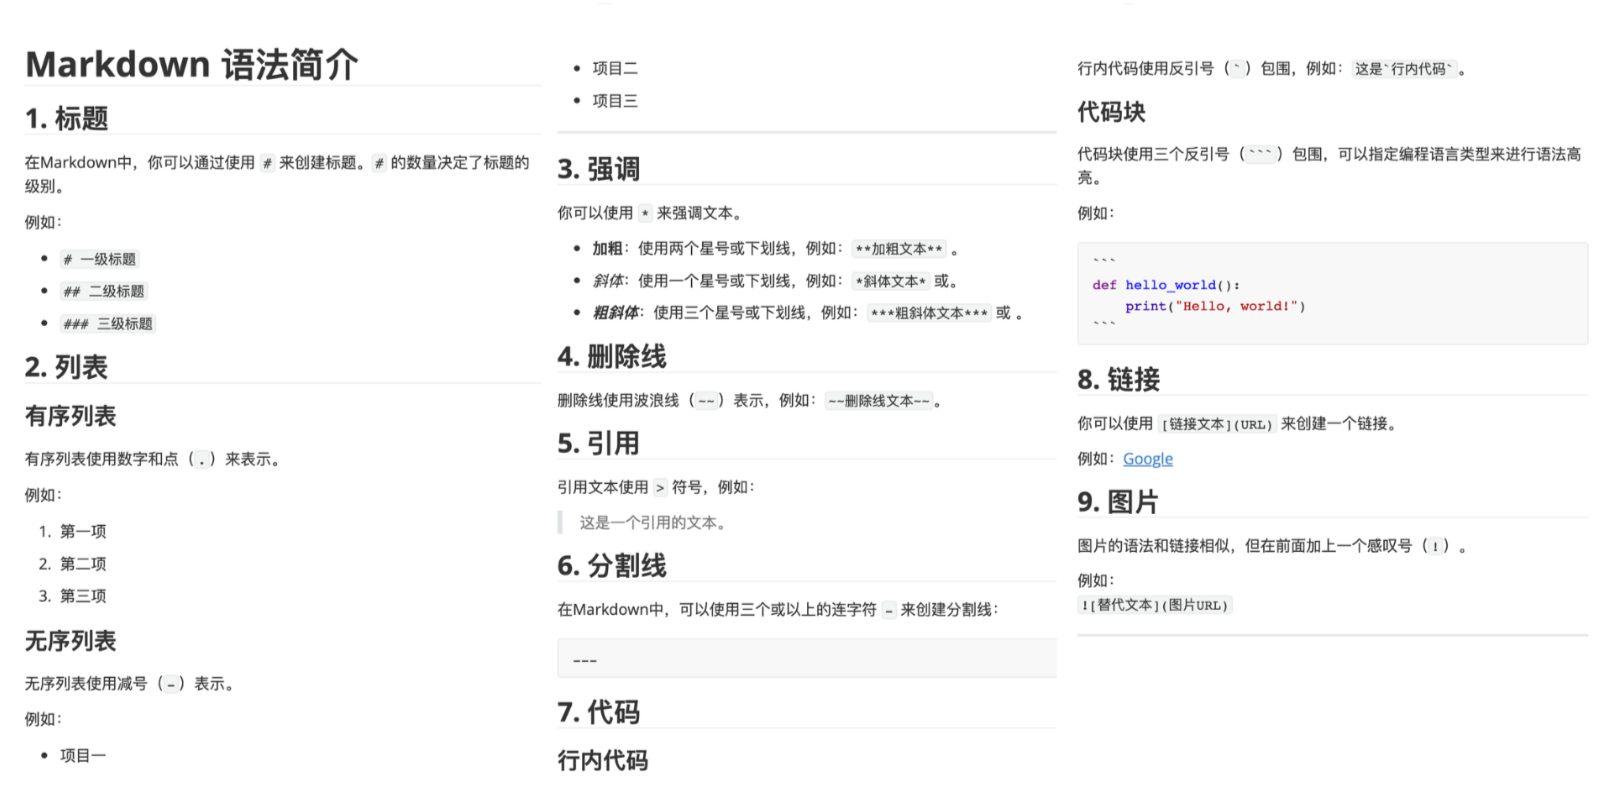 Markdown 语法简介
1. 标题
在Markdown中，你可以通过使用 # 来创建标题。# 的数量决定了标题的
级别。
例如：
• # 一级标题
• ## 二级标题
• ### 三级标题
2. 列表
有序列表
有序列表使用数字和点（.）来表示。
例如：
1. 第一项
2. 第二项
3. 第三项
无序列表
无序列表使用减号（-）表示。
例如：
• 项目一
• 项目二
• 项目三
3. 强调
你可以使用 * 来强调文本。
• 加粗：使用两个星号或下划线，例如：**加粗文本** 。
• 斜体：使用一个星号或下划线，例如：*斜体文本* 或。
• 粗斜体：使用三个星号或下划线，例如：***粗斜体文本*** 或 。
4. 删除线
删除线使用波浪线（~~）表示，例如：~~删除线文本~~。
5. 引用
引用文本使用 > 符号，例如：
这是一个引用的文本。
6. 分割线
在Markdown中，可以使用三个或以上的连字符 - 来创建分割线：
---
7. 代码
行内代码
行内代码使用反引号（`）包围，例如：这是`行内代码`。
代码块
代码块使用三个反引号（```）包围，可以指定编程语言类型来进行语法高
亮。
例如：
```
def hello_world():
    print("Hello, world!")
```
8. 链接
你可以使用 [链接文本](URL) 来创建一个链接。
例如：Google
9. 图片
图片的语法和链接相似，但在前面加上一个感叹号（!）。
例如：
![替代文本](图片URL)